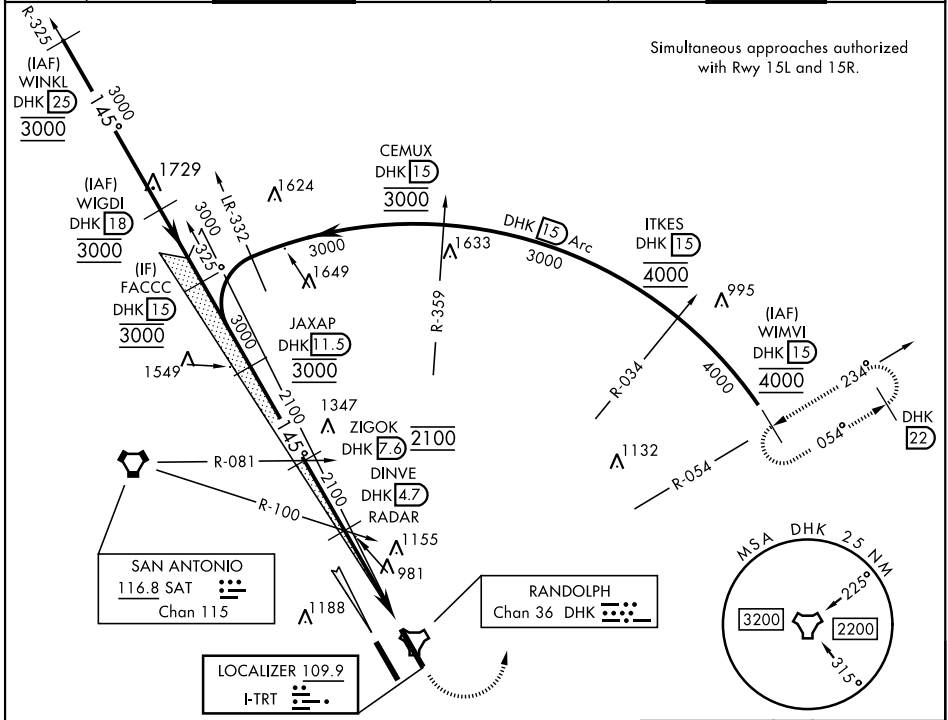 Simultaneous approaches authorized
with Rwy 15L and 15R.
R-325
(IAF)
WINKL
DHK 25
3000
3000
145°
(IAF)
WIGDI
DHK 18
3000
1729
1624
LR-332
3000
325°
(IF)
FACCC
DHK 15
3000
CEMUX
DHK 15
3000
3000
1649
1633
DHK 15 Arc
3000
ITKES
DHK 15
4000
995
(IAF)
WIMVI
DHK 15
4000
4000
R-359
R-034
3000
JAXAP
DHK 11.5
3000
1549
2100
1347
145°
ZIGOK
DHK 7.6 2100
DINVE
DHK 4.7
RADAR
2100
R-081
R-100
234°
054°
DHK
22
R-054
1132
1155
981
1188
SAN ANTONIO
116.8 SAT
Chan 115
RANDOLPH
Chan 36 DHK
LOCALIZER 109.9
I-TRT
MSA DHK 25 NM
225°
3200
2200
315°